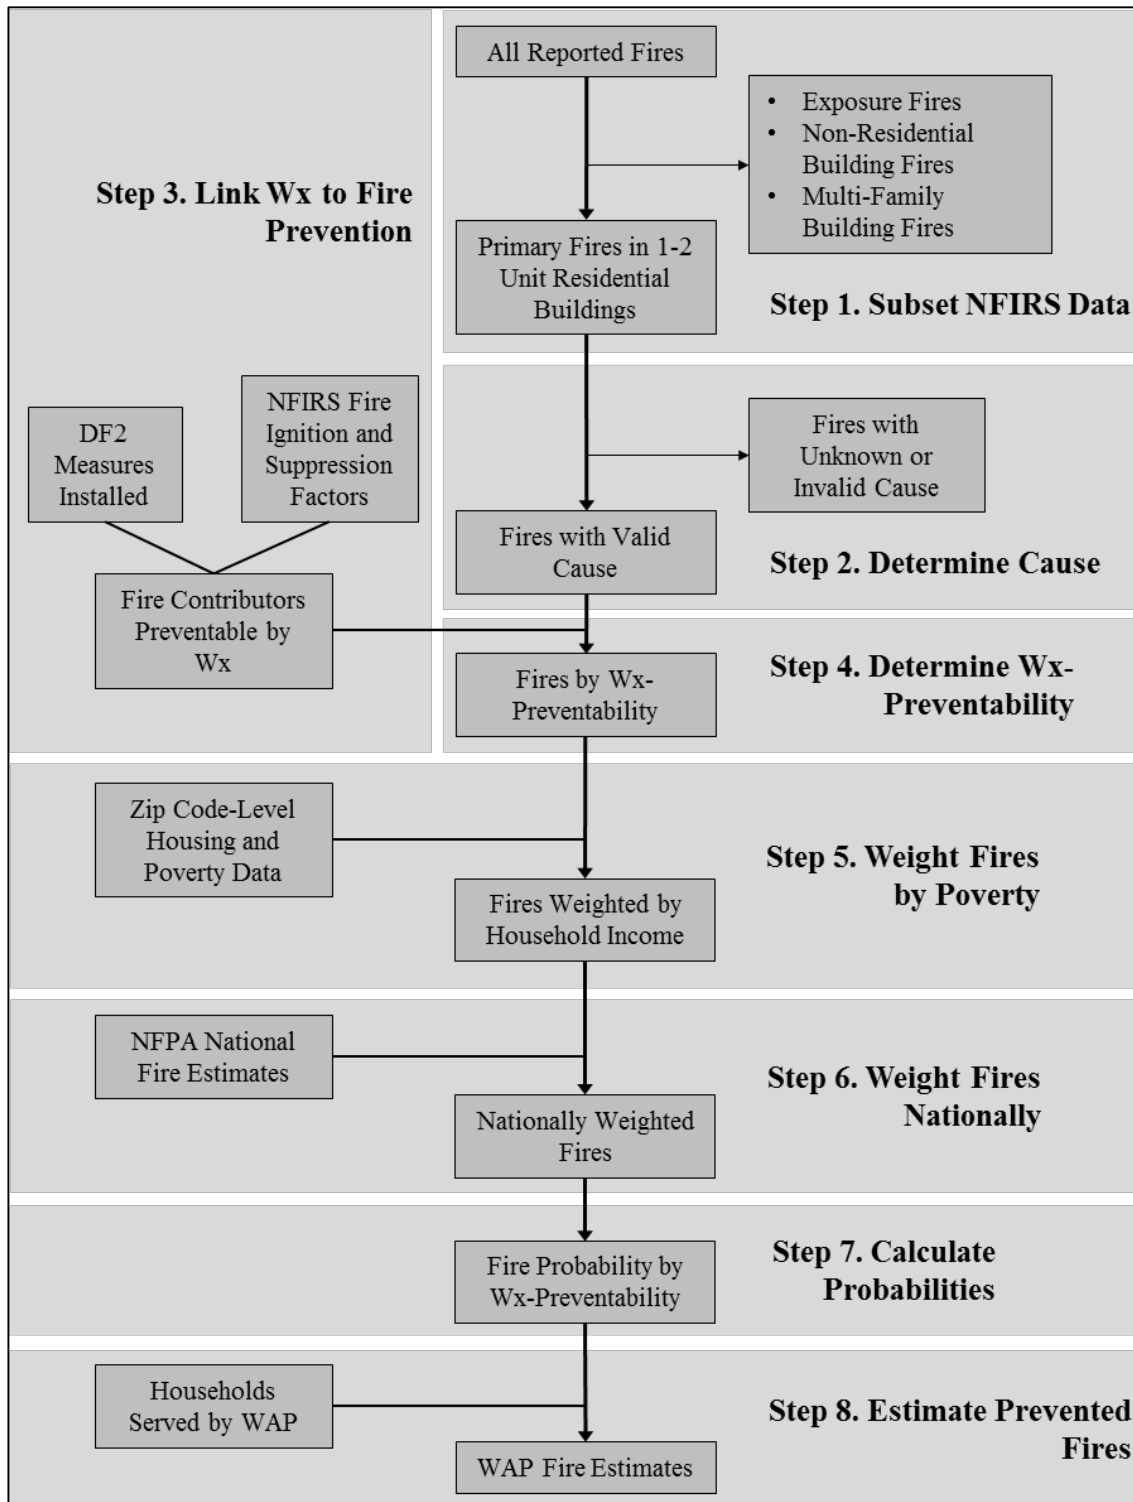 All Reported Fires
• Exposure Fires
• Non-Residential
Building Fires
• Multi-Family
Building Fires
Step 3. Link Wx to Fire
Prevention
Primary Fires in 1-2
Unit Residential
Buildings
Step 1. Subset NFIRS Data
DF2
Measures
Installed
NFIRS Fire
Ignition and
Suppression
Factors
Fires with
Unknown or
Invalid Cause
Fires with Valid
Cause
Step 2. Determine Cause
Fire Contributors
Preventable by
Wx
Fires by Wx-
Preventability
Step 4. Determine Wx-
Preventability
Zip Code-Level
Housing and
Poverty Data
Step 5. Weight Fires
by Poverty
Fires Weighted by
Household Income
NFPA National
Fire Estimates
Step 6. Weight Fires
Nationally
Nationally Weighted
Fires
Fire Probability by
Wx-Preventability
Step 7. Calculate
Probabilities
Households
Served by WAP
Step 8. Estimate Prevented
Fires
WAP Fire Estimates